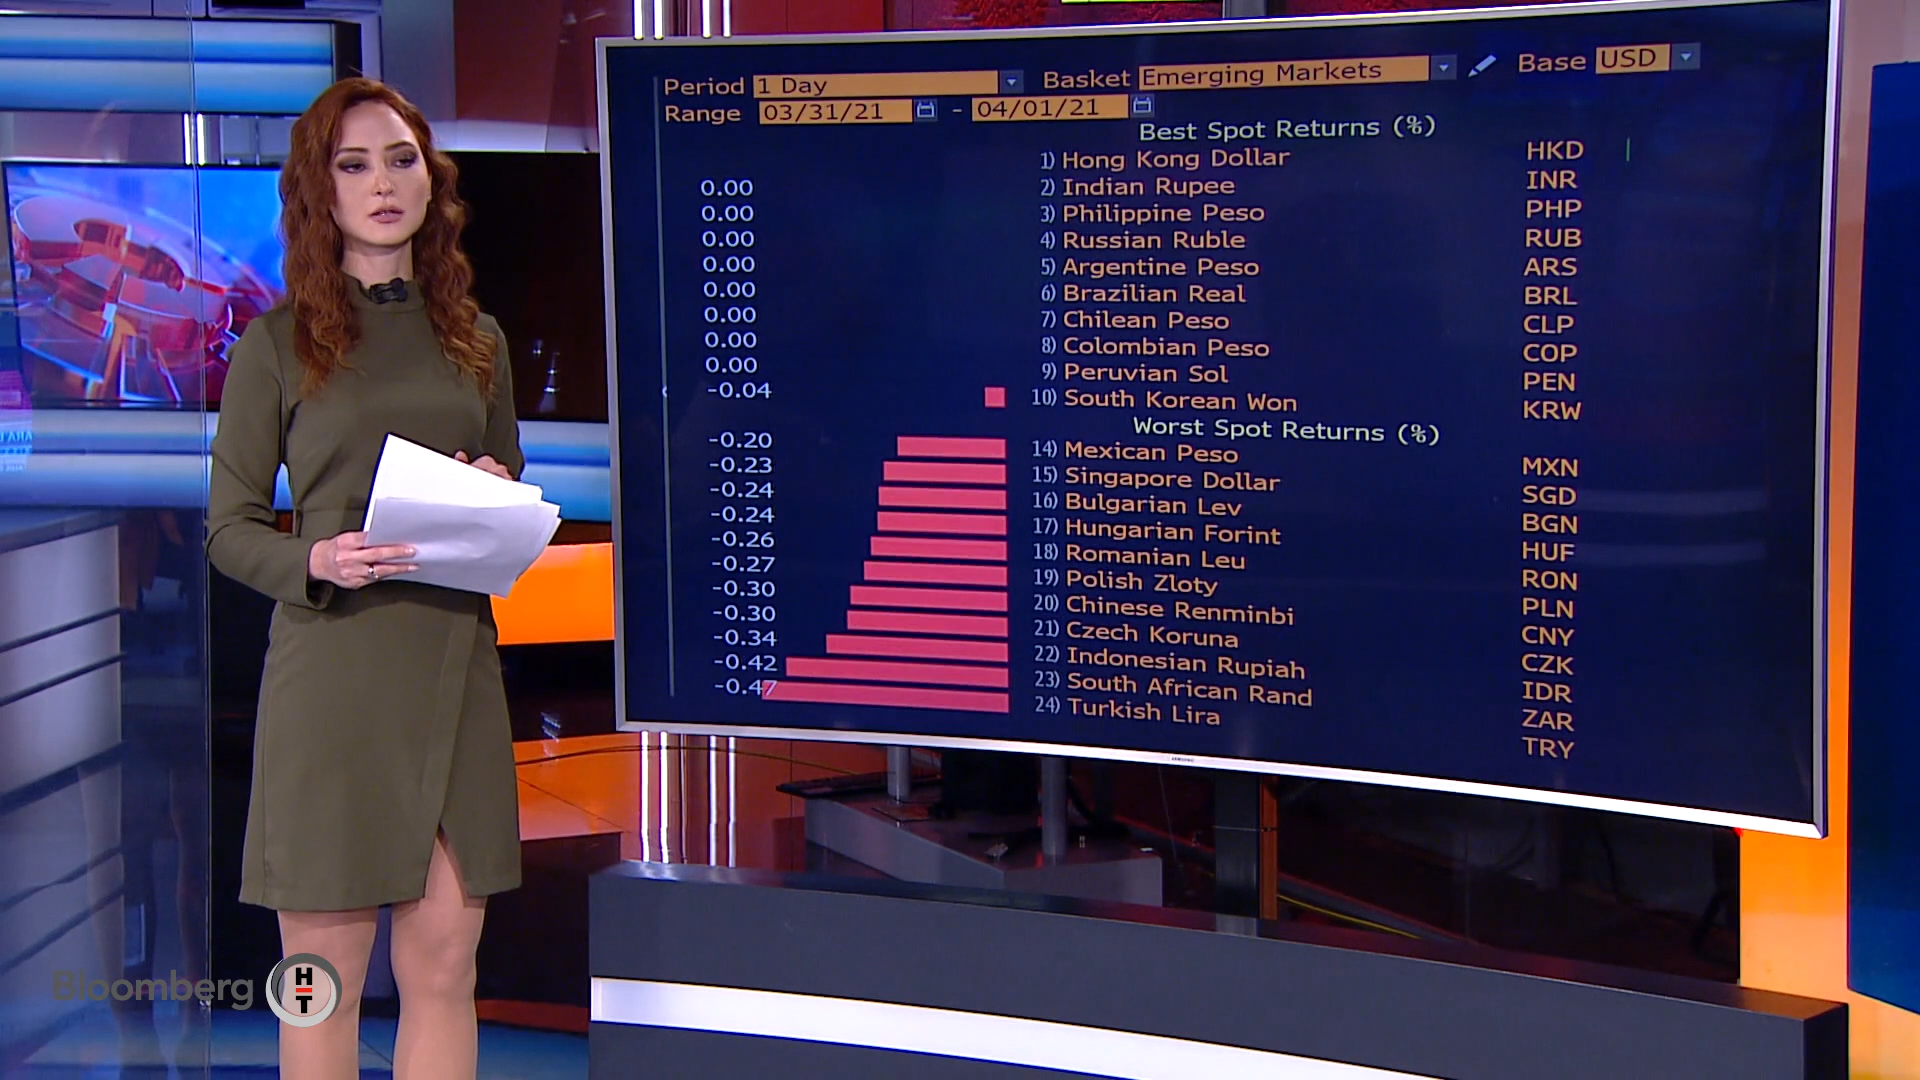 Period 1 Day Basket Emerging Markets Base USD
Range 03/31/21 - 04/01/21
Best Spot Returns (%)
1) Hong Kong Dollar HKD
0.00 2) Indian Rupee INR
0.00 3) Philippine Peso PHP
0.00 4) Russian Ruble RUB
0.00 5) Argentine Peso ARS
0.00 6) Brazilian Real BRL
0.00 7) Chilean Peso CLP
0.00 8) Colombian Peso COP
0.00 9) Peruvian Sol PEN
-0.04 10) South Korean Won KRW
Worst Spot Returns (%)
-0.20 14) Mexican Peso MXN
-0.23 15) Singapore Dollar SGD
-0.24 16) Bulgarian Lev BGN
-0.24 17) Hungarian Forint HUF
-0.26 18) Romanian Leu RON
-0.27 19) Polish Zloty PLN
-0.30 20) Chinese Renminbi CNY
-0.30 21) Czech Koruna CZK
-0.34 22) Indonesian Rupiah IDR
-0.42 23) South African Rand ZAR
-0.47 24) Turkish Lira TRY
SAMSUNG
Bloomberg HT